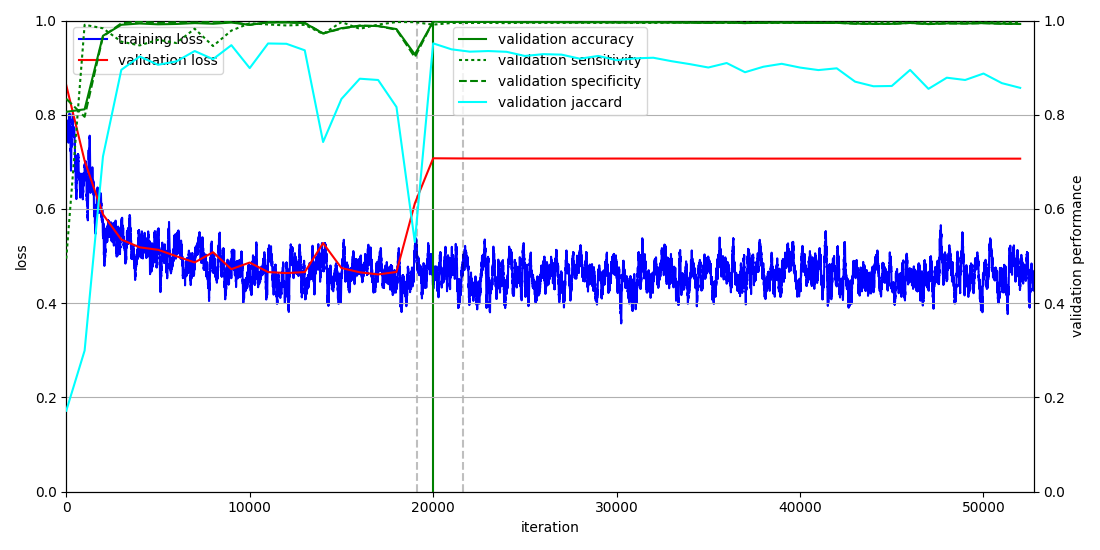 training loss
validation loss
validation accuracy
validation sensitivity
validation specificity
validation jaccard
1.0
0.8
0.6
0.4
0.2
0.0
loss
1.0
0.8
0.6
0.4
0.2
0.0
validation performance
0 10000 20000 30000 40000 50000
iteration